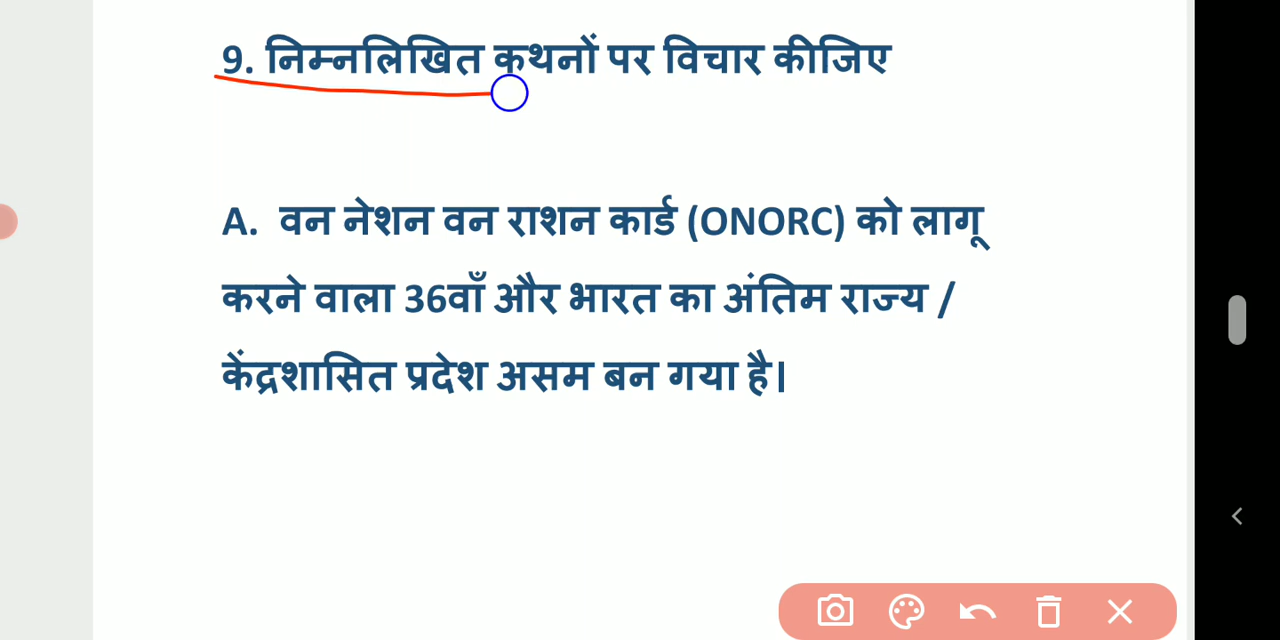 9. निम्नलिखित कथनों पर विचार कीजिए
A. वन नेशन वन राशन कार्ड (ONORC) को लागू
करने वाला 36वाँ और भारत का अंतिम राज्य /
केंद्रशासित प्रदेश असम बन गया है।